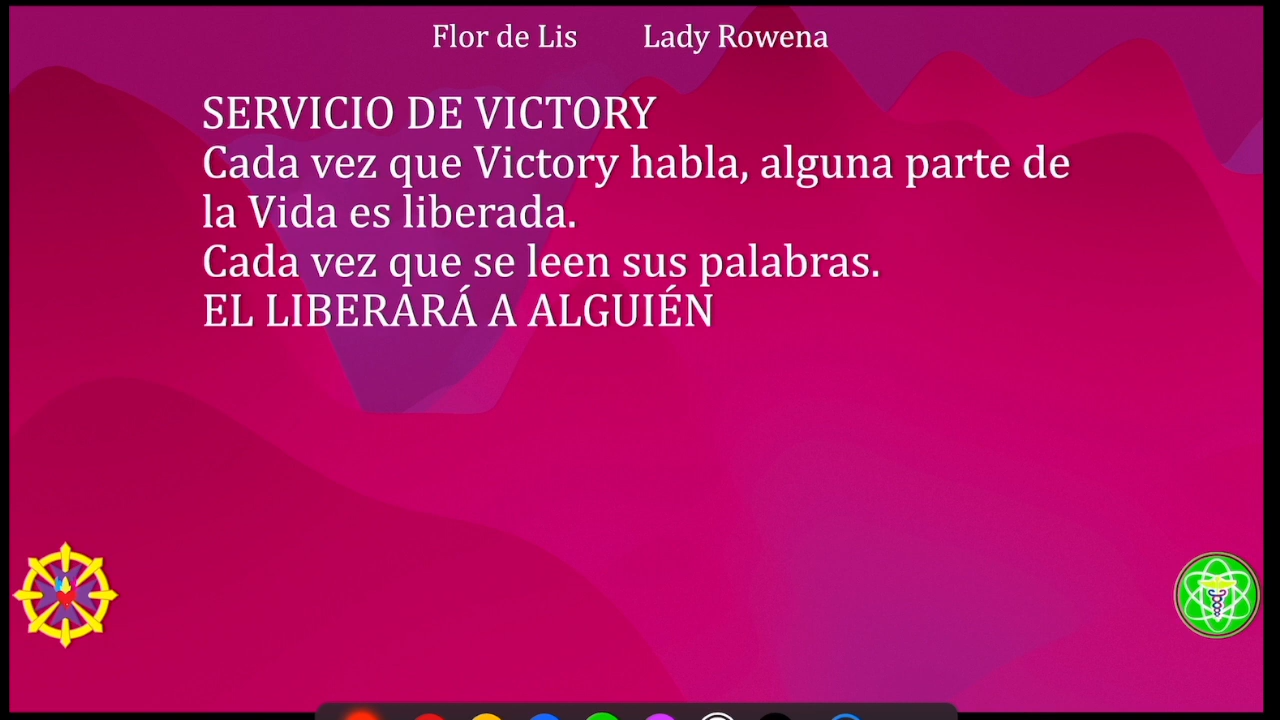 Flor de Lis Lady Rowena
SERVICIO DE VICTORY
Cada vez que Victory habla, alguna parte de
la Vida es liberada.
Cada vez que se leen sus palabras.
EL LIBERARÁ A ALGUIÉN